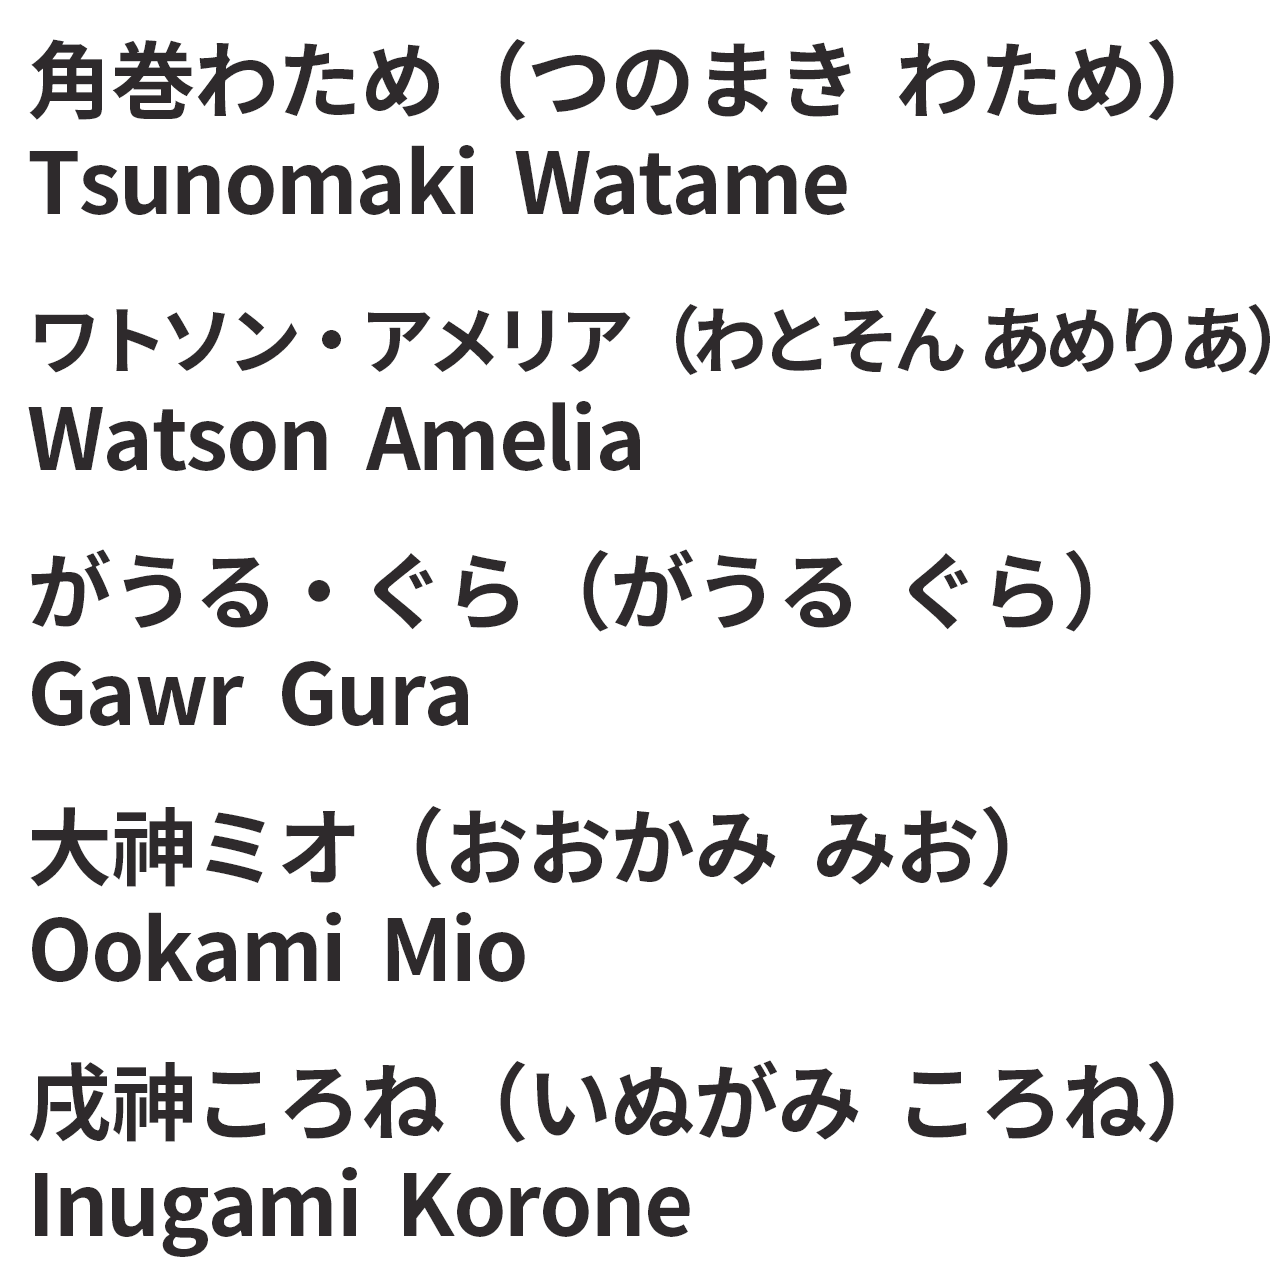 角巻わため（つのまき わため）
Tsunomaki Watame
ワトソン・アメリア（わとそん あめりあ）
Watson Amelia
がうる・ぐら（がうる ぐら）
Gawr Gura
大神ミオ（おおかみ みお）
Ookami Mio
戌神ころね（いぬがみ ころね）
Inugami Korone